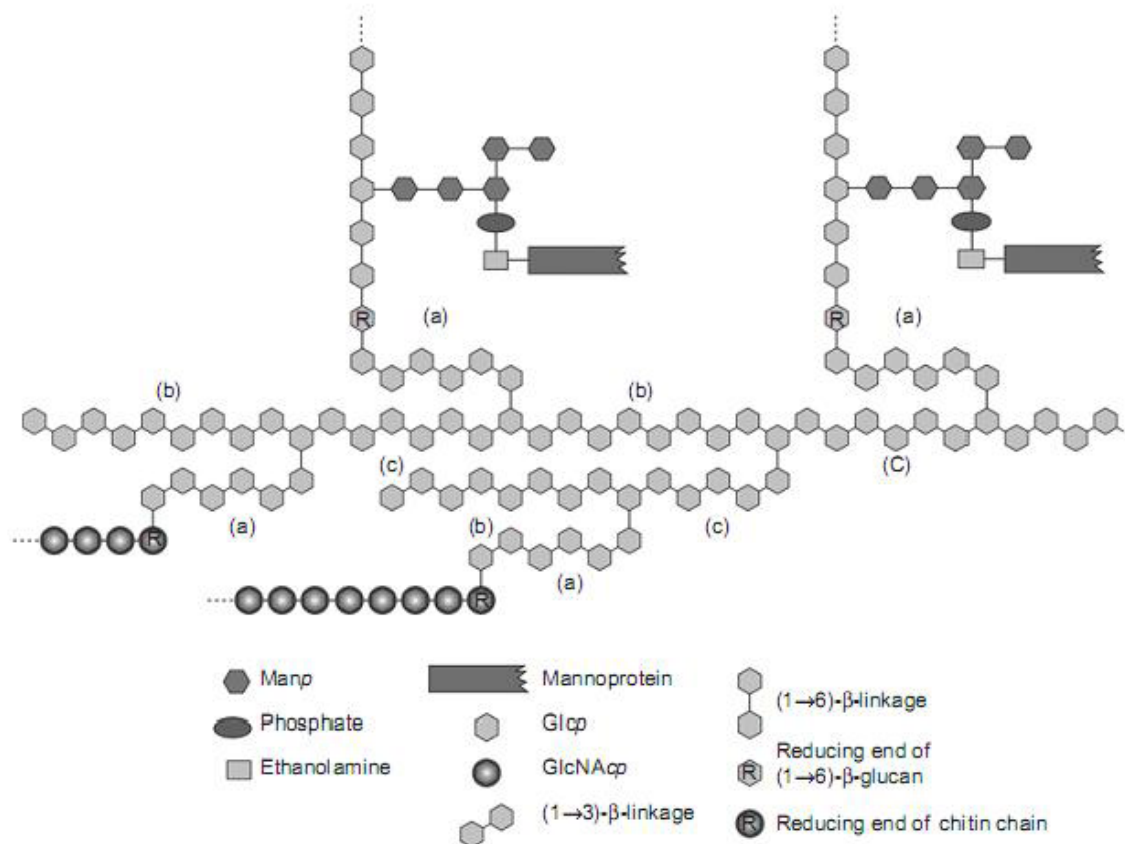 R
R
(a)
(a)
(b)
(b)
(c)
(C)
(a)
(b)
(c)
R
(a)
R
Manp
Mannoprotein
(1→6)-β-linkage
Phosphate
Glcp
Reducing end of
(1→6)-β-glucan
R
Ethanolamine
GlcNAcp
(1→3)-β-linkage
R
Reducing end of chitin chain